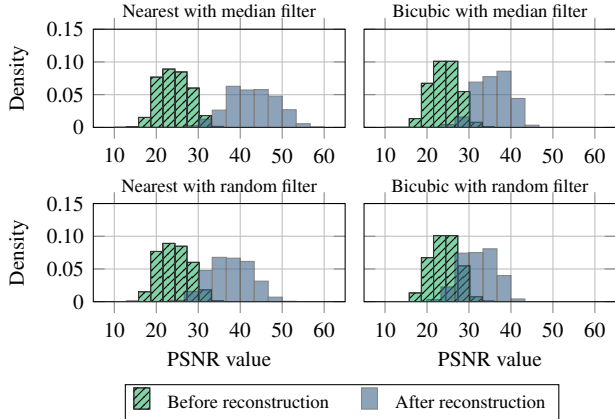 Nearest with median filter
Bicubic with median filter
Density
0.15
0.10
0.05
0
10 20 30 40 50 60
10 20 30 40 50 60
Nearest with random filter
Bicubic with random filter
Density
0.15
0.10
0.05
0
10 20 30 40 50 60
10 20 30 40 50 60
PSNR value
PSNR value
Before reconstruction
After reconstruction